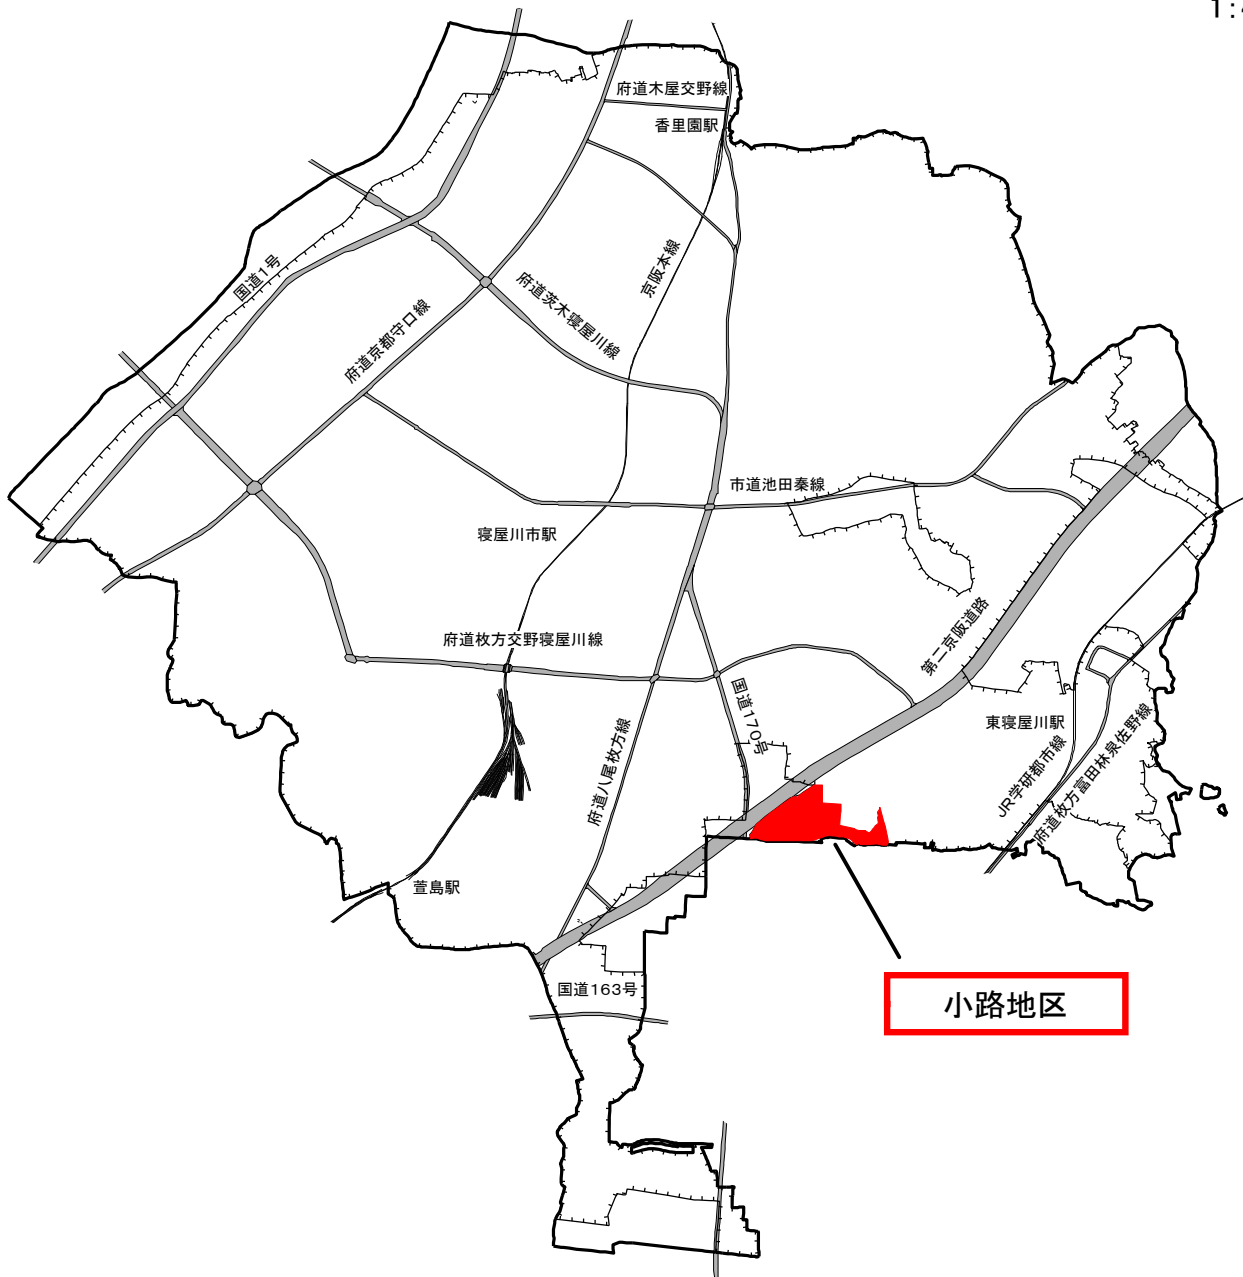 1:
府道木屋交野線
香里園駅
京阪本線
国道1号
府道茨木寝屋川線
府道京都守口線
市道池田秦線
寝屋川市駅
第二京阪道路
府道枚方交野寝屋川線
国道170号
東寝屋川駅
府道八尾枚方線
JR学研都市線
府道枚方富田林泉佐野線
萱島駅
国道163号
小路地区